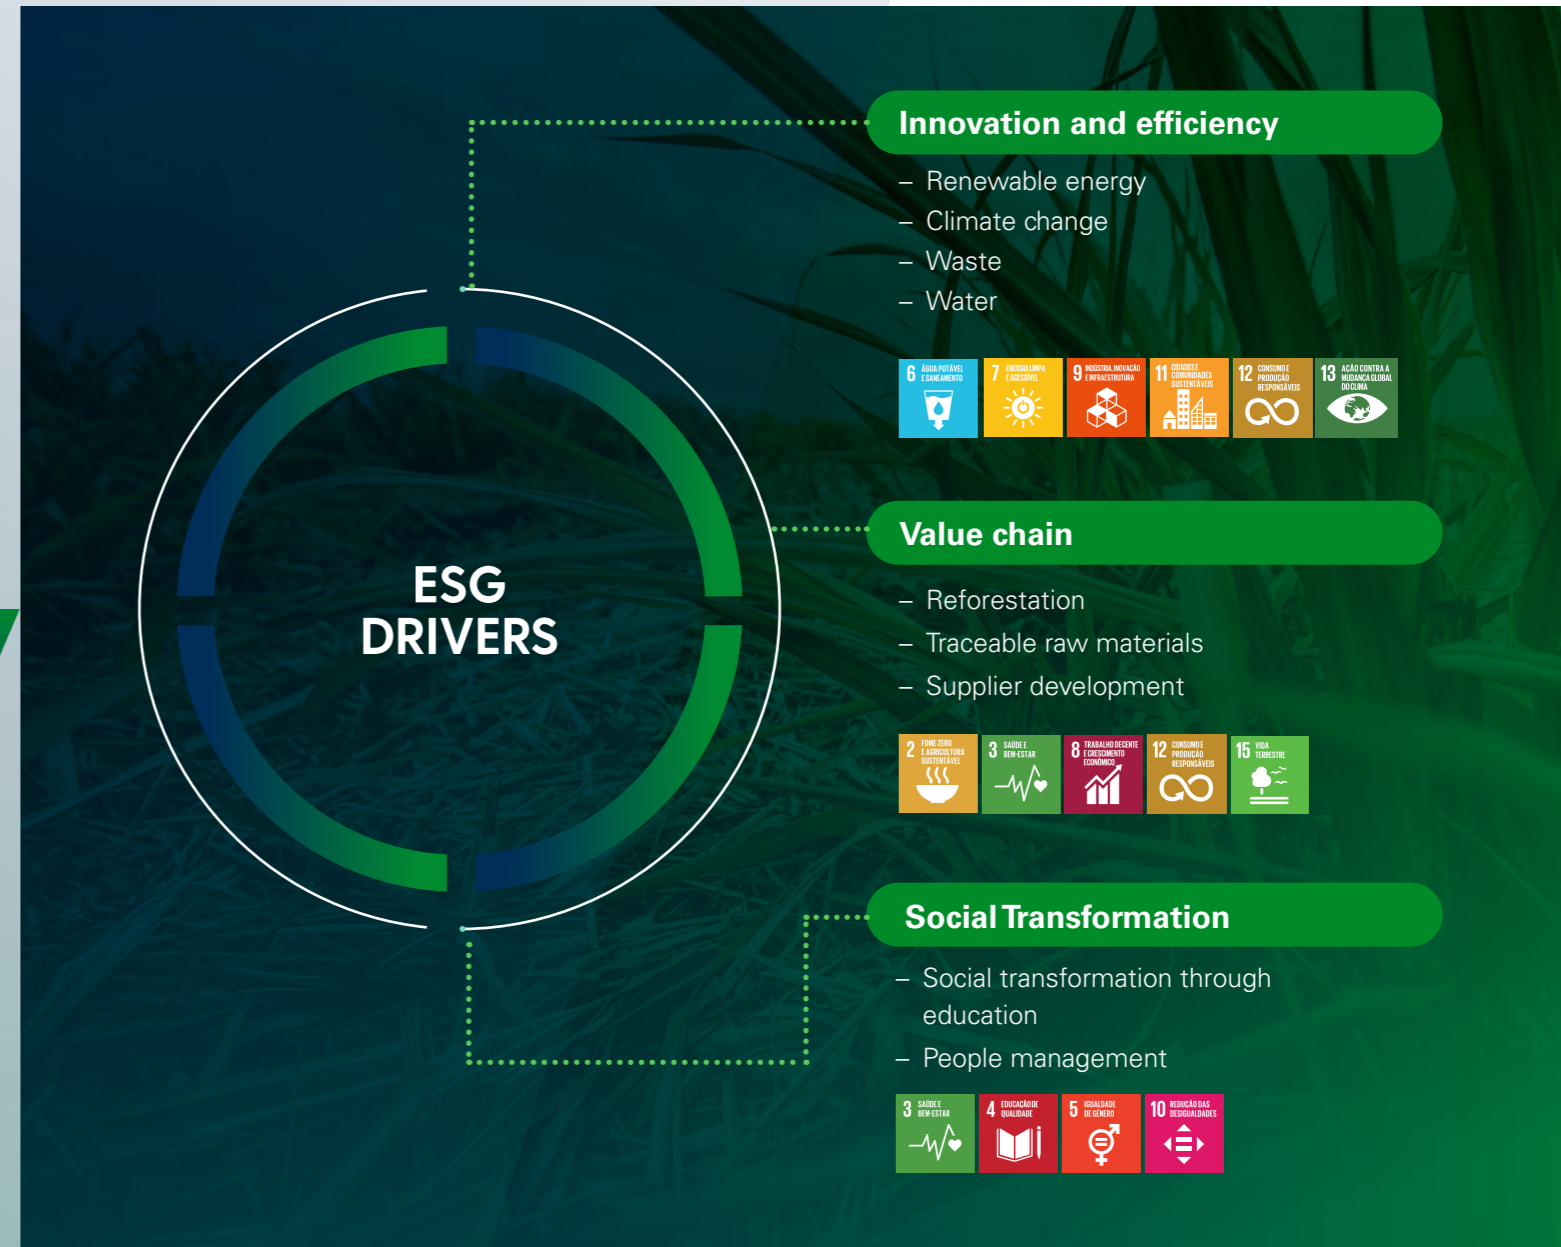 Innovation and efficiency
– Renewable energy
– Climate change
– Waste
– Water
6 ÁGUA POTÁVEL
E SANEAMENTO
7 ENERGIA LIMPA
E ACESSÍVEL
9 INDÚSTRIA, INOVAÇÃO
E INFRAESTRUTURA
11 CIDADES E
COMUNIDADES
SUSTENTÁVEIS
12 CONSUMO E
PRODUÇÃO
RESPONSÁVEIS
13 AÇÃO CONTRA A
MUDANÇA GLOBAL
DO CLIMA
ESG
DRIVERS
Value chain
– Reforestation
– Traceable raw materials
– Supplier development
2 FOME ZERO
E AGRICULTURA
SUSTENTÁVEL
3 SAÚDE E
BEM-ESTAR
8 TRABALHO DECENTE
E CRESCIMENTO
ECONÔMICO
12 CONSUMO E
PRODUÇÃO
RESPONSÁVEIS
15 VIDA
TERRESTRE
Social Transformation
– Social transformation through
education
– People management
3 SAÚDE E
BEM-ESTAR
4 EDUCAÇÃO DE
QUALIDADE
5 IGUALDADE
DE GÊNERO
10 REDUÇÃO DAS
DESIGUALDADES